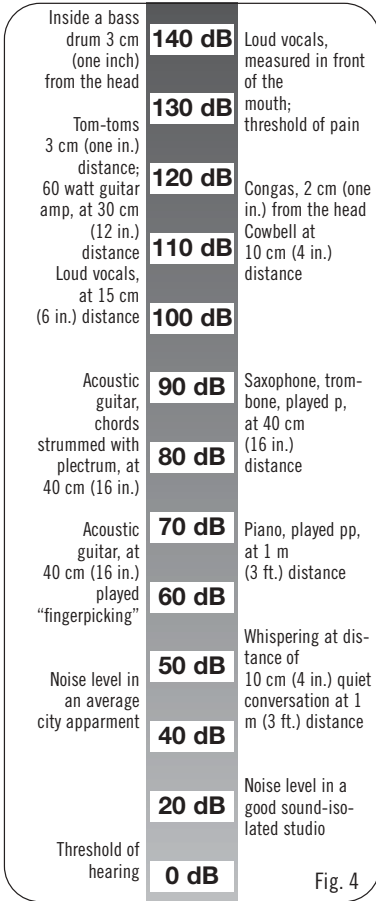 Inside a bass
drum 3 cm
(one inch)
from the head
Tom-toms
3 cm (one in.)
distance;
60 watt guitar
amp, at 30 cm
(12 in.)
distance
Loud vocals,
at 15 cm
(6 in.) distance
Acoustic
guitar,
chords
strummed with
plectrum, at
40 cm (16 in.)
Acoustic
guitar, at
40 cm (16 in.)
played
“fingerpicking”
Noise level in
an average
city apparment
Threshold of
hearing
140 dB
130 dB
120 dB
110 dB
100 dB
90 dB
80 dB
70 dB
60 dB
50 dB
40 dB
20 dB
0 dB
Loud vocals,
measured in front
of the
mouth;
threshold of pain
Congas, 2 cm (one
in.) from the head
Cowbell at
10 cm (4 in.)
distance
Saxophone, trom-
bone, played p,
at 40 cm
(16 in.)
distance
Piano, played pp,
at 1 m
(3 ft.) distance
Whispering at dis-
tance of
10 cm (4 in.) quiet
conversation at 1
m (3 ft.) distance
Noise level in a
good sound-iso-
lated studio
Fig. 4